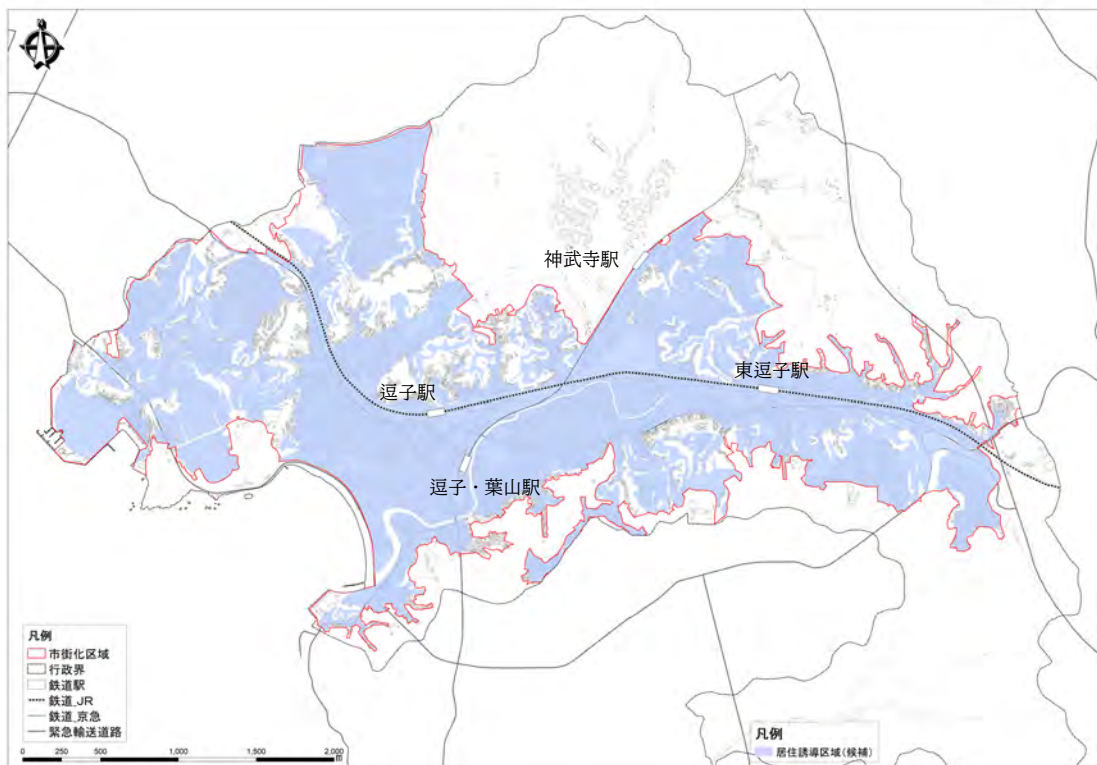 神武寺駅
東逗子駅
逗子駅
逗子・葉山駅
凡例
市街化区域
行政界
鉄道駅
鉄道_JR
鉄道_京急
緊急輸送道路
0 250 500 1,000 1,500 2,000
m
凡例
居住誘導区域(候補)